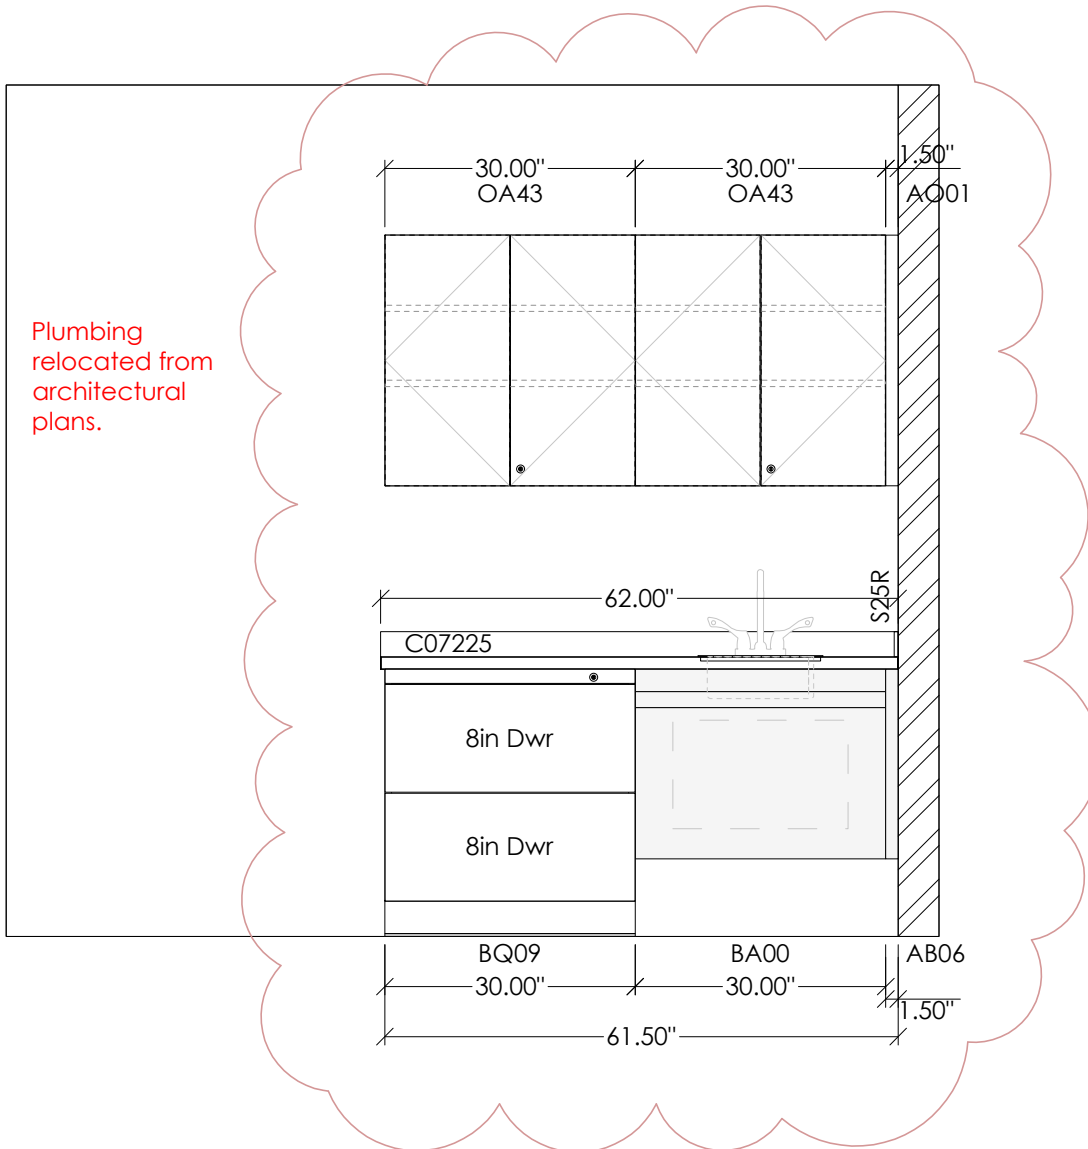 30.00" 30.00" 1.50"
OA43 OA43 AO01
Plumbing
relocated from
architectural
plans.
62.00" S25R
C07225
8in Dwr
8in Dwr
BQ09 BA00 AB06
30.00" 30.00" 1.50"
61.50"